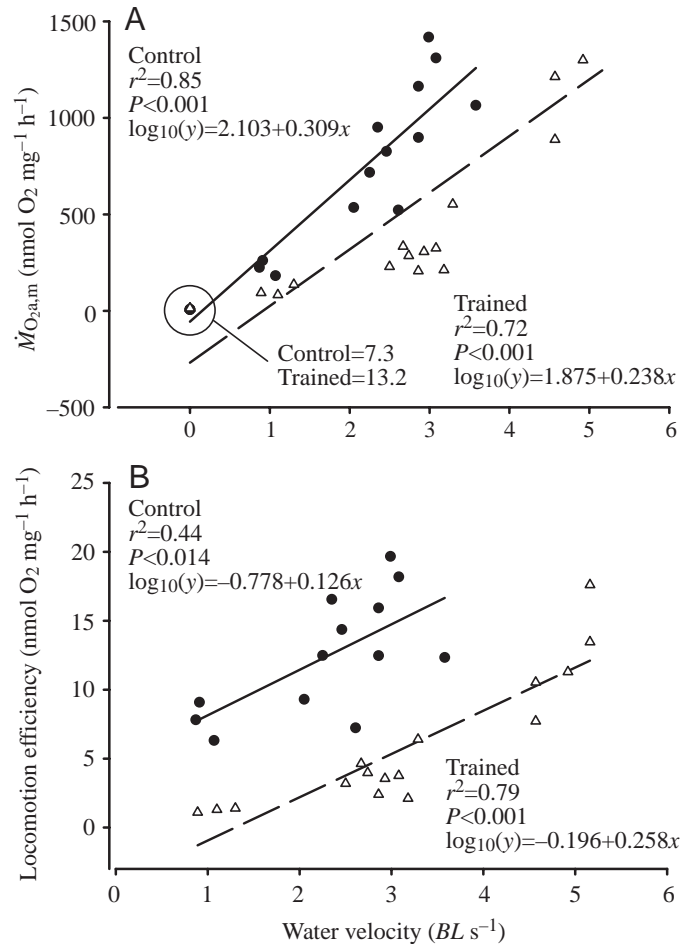 A
1500
1000
500
0
–500
ṀO2a,m (nmol O2 mg–1 h–1)
Control
r2=0.85
P<0.001
log10(y)=2.103+0.309x
Control=7.3
Trained=13.2
Trained
r2=0.72
P<0.001
log10(y)=1.875+0.238x
0 1 2 3 4 5 6
B
25
20
15
10
5
0
Locomotion efficiency (nmol O2 mg–1 h–1)
Control
r2=0.44
P<0.014
log10(y)=–0.778+0.126x
Trained
r2=0.79
P<0.001
log10(y)=–0.196+0.258x
0 1 2 3 4 5 6
Water velocity (BL s–1)